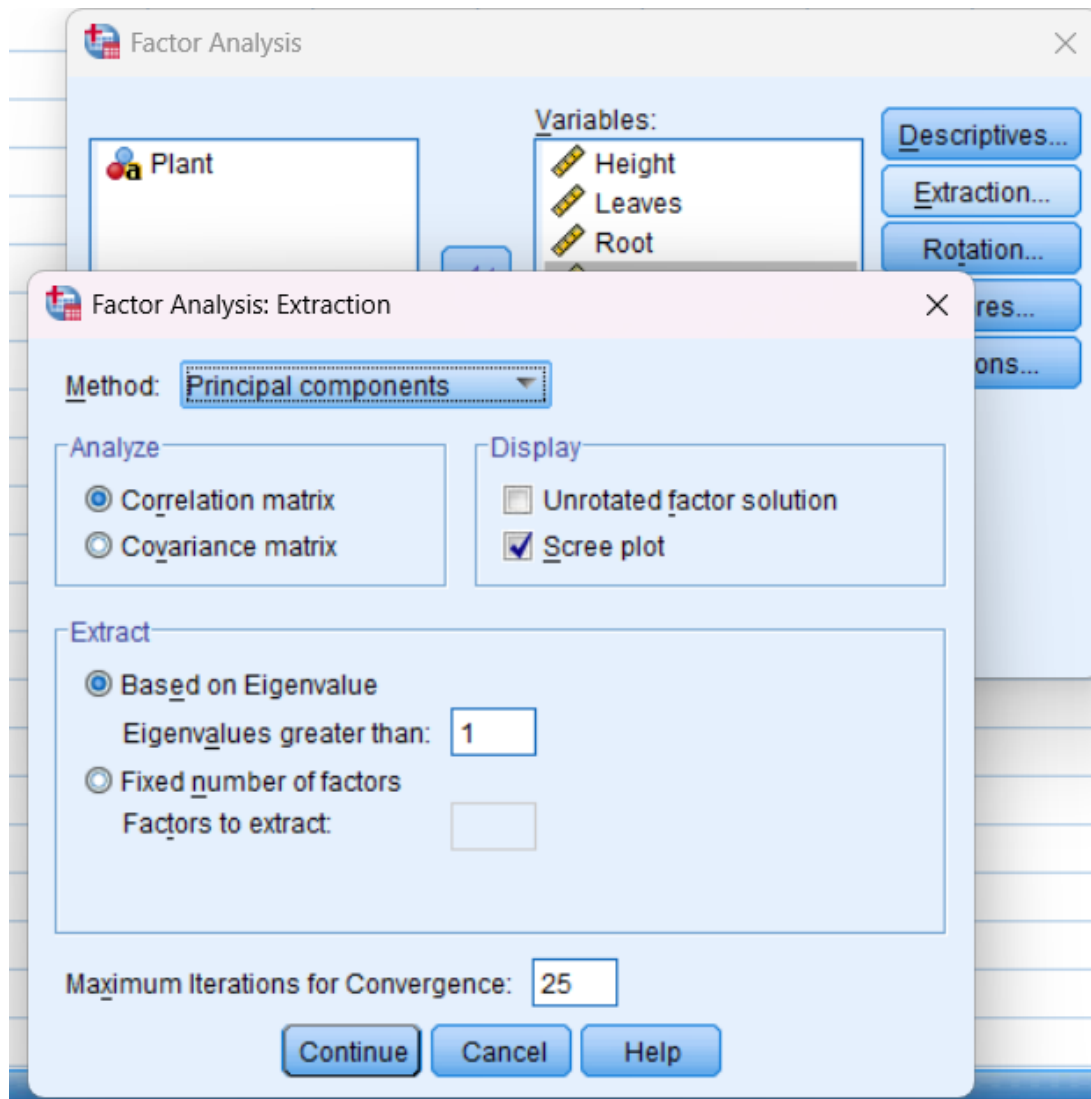 Factor Analysis
Variables:
Plant
Height
Leaves
Root
Descriptives...
Extraction...
Rotation...
res...
ons...
Factor Analysis: Extraction
Method: Principal components
Analyze
Correlation matrix
Covariance matrix
Display
Unrotated factor solution
Scree plot
Extract
Based on Eigenvalue
Eigenvalues greater than: 1
Fixed number of factors
Factors to extract:
Maximum Iterations for Convergence: 25
Continue Cancel Help